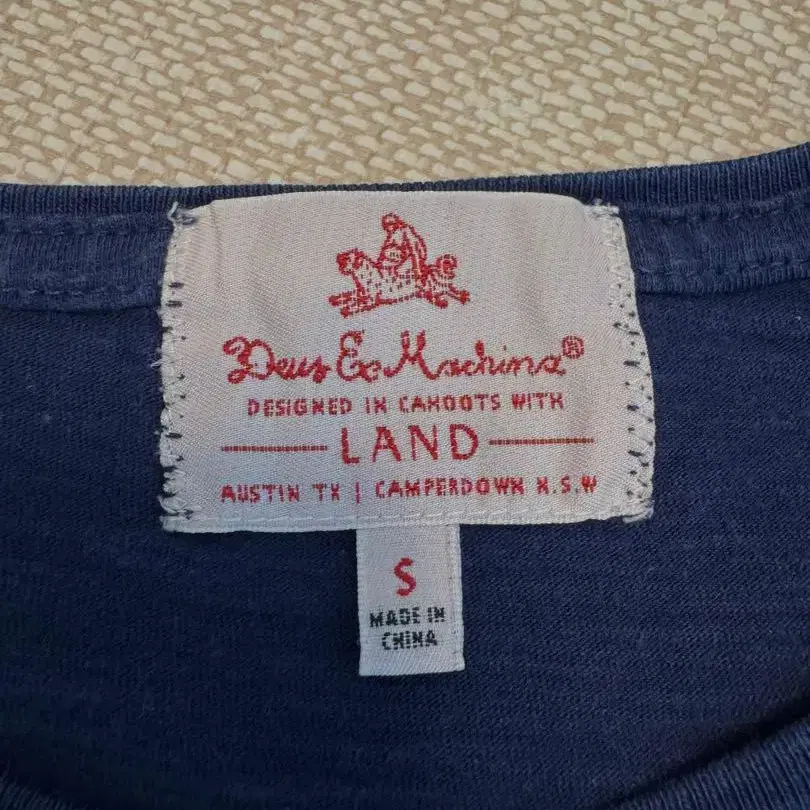 Deus Ex Machina®
DESIGNED IN CAHOOTS WITH
LAND
AUSTIN TX | CAMPERDOWN N.S.W
S
MADE IN
CHINA